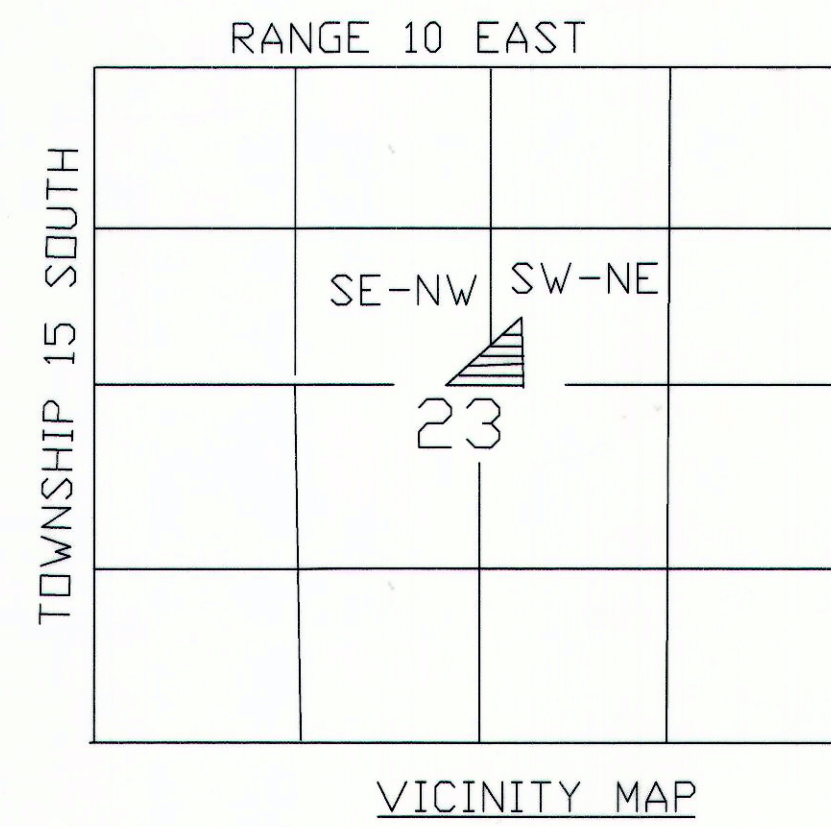 RANGE 10 EAST
TOWNSHIP 15 SOUTH
SE-NW
SW-NE
23
VICINITY MAP